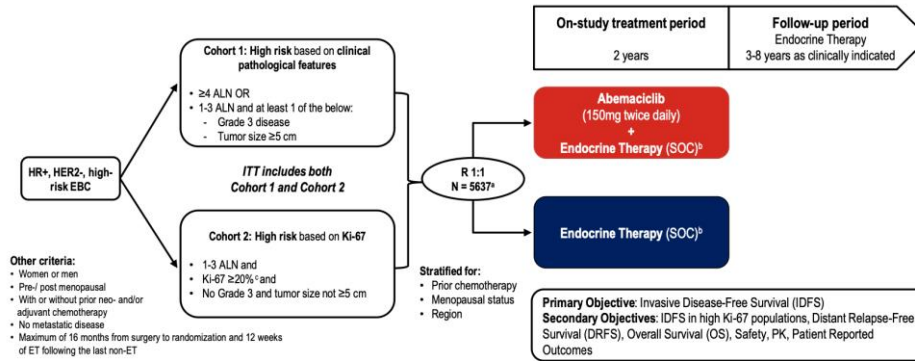 HR+, HER2-, high-
risk EBC
Other criteria:
• Women or men
• Pre-/ post menopausal
• With or without prior neo- and/or
adjuvant chemotherapy
• No metastatic disease
• Maximum of 16 months from surgery to randomization and 12 weeks
of ET following the last non-ET
Cohort 1: High risk based on clinical
pathological features
• ≥4 ALN OR
• 1-3 ALN and at least 1 of the below:
- Grade 3 disease
- Tumor size ≥5 cm
ITT includes both
Cohort 1 and Cohort 2
Cohort 2: High risk based on Ki-67
• 1-3 ALN and
• Ki-67 ≥20%ᶜ and
• No Grade 3 and tumor size not ≥5 cm
R 1:1
N = 5637ᵃ
Stratified for:
• Prior chemotherapy
• Menopausal status
• Region
On-study treatment period
2 years
Follow-up period
Endocrine Therapy
3-8 years as clinically indicated
Abemaciclib
(150mg twice daily)
+
Endocrine Therapy (SOC)ᵇ
Endocrine Therapy (SOC)ᵇ
Primary Objective: Invasive Disease-Free Survival (IDFS)
Secondary Objectives: IDFS in high Ki-67 populations, Distant Relapse-Free
Survival (DRFS), Overall Survival (OS), Safety, PK, Patient Reported
Outcomes